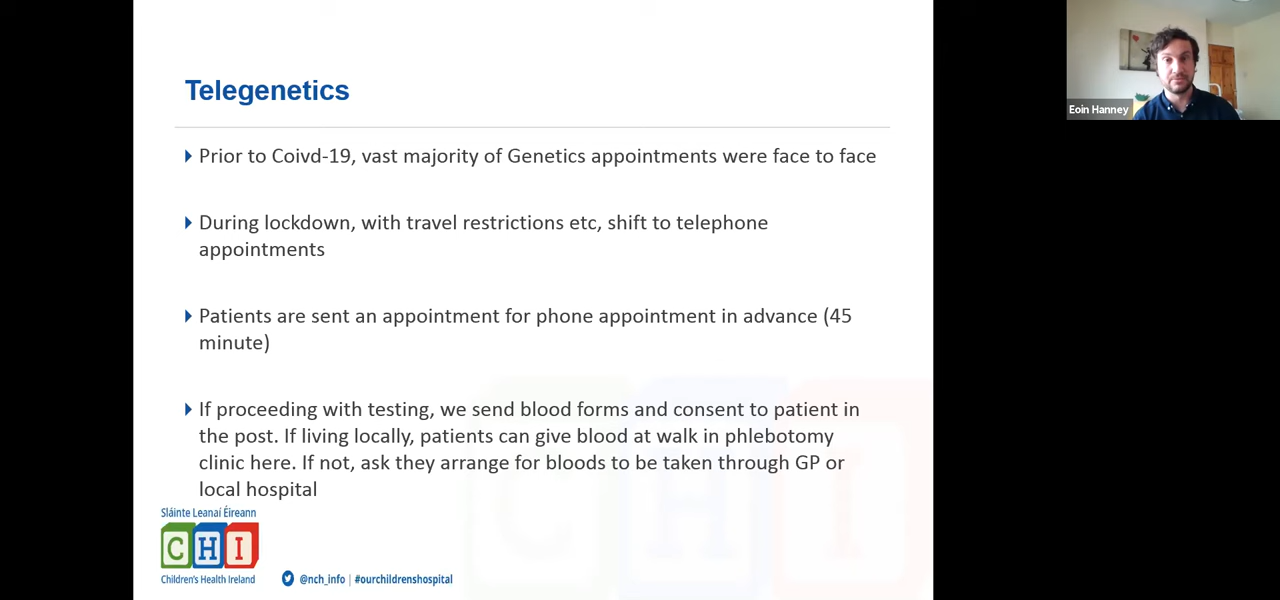 Telegenetics
Prior to Coivd-19, vast majority of Genetics appointments were face to face
During lockdown, with travel restrictions etc, shift to telephone
appointments
Patients are sent an appointment for phone appointment in advance (45
minute)
If proceeding with testing, we send blood forms and consent to patient in
the post. If living locally, patients can give blood at walk in phlebotomy
clinic here. If not, ask they arrange for bloods to be taken through GP or
local hospital
Sláinte Leanaí Éireann
CHI
Children's Health Ireland
@nch_info | #ourchildrenshospital
CHI
Eoin Hanney